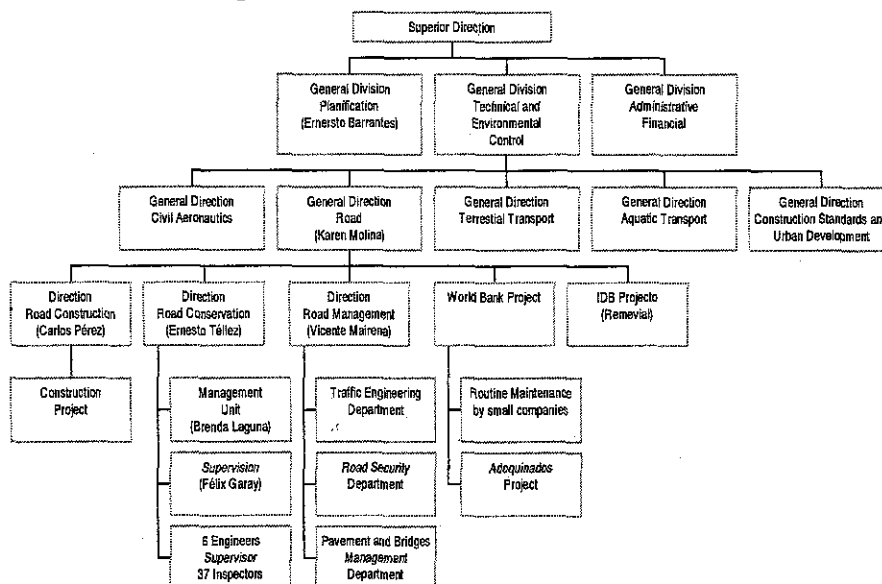 Superior Direction
General Division
Planification
(Ernersto Barrantes)
General Division
Technical and
Environmental
Control
General Division
Administrative
Financial
General Direction
Civil Aeronautics
General Direction
Road
(Karen Molina)
General Direction
Terrestial Transport
General Direction
Aquatic Transport
General Direction
Construction Standards and
Urban Development
Direction
Road Construction
(Carlos Pérez)
Direction
Road Conservation
(Ernesto Téllez)
Direction
Road Management
(Vicente Mairena)
World Bank Project
IDB Projecto
(Remevial)
Construction
Project
Management
Unit
(Brenda Laguna)
Traffic Engineering
Department
Routine Maintenance
by small companies
Supervision
(Félix Garay)
Road Security
Department
Adoquinados
Project
6 Engineers
Supervisor
37 Inspectors
Pavement and Bridges
Management
Department